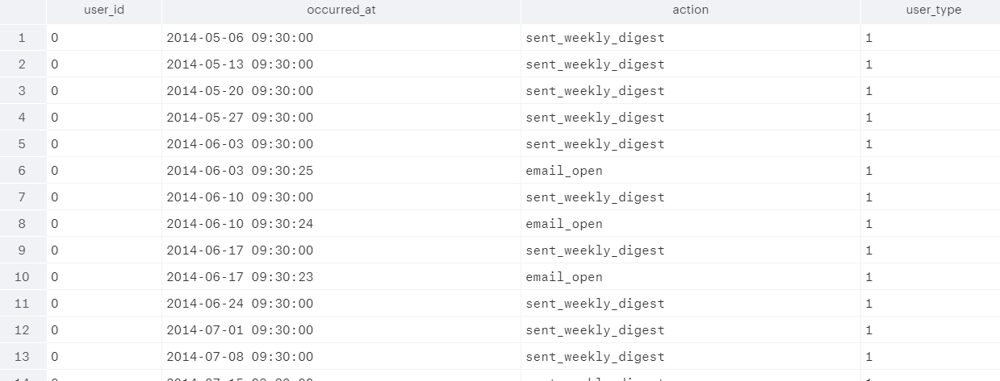 user_id occurred_at action user_type
1 0 2014-05-06 09:30:00 sent_weekly_digest 1
2 0 2014-05-13 09:30:00 sent_weekly_digest 1
3 0 2014-05-20 09:30:00 sent_weekly_digest 1
4 0 2014-05-27 09:30:00 sent_weekly_digest 1
5 0 2014-06-03 09:30:00 sent_weekly_digest 1
6 0 2014-06-03 09:30:25 email_open 1
7 0 2014-06-10 09:30:00 sent_weekly_digest 1
8 0 2014-06-10 09:30:24 email_open 1
9 0 2014-06-17 09:30:00 sent_weekly_digest 1
10 0 2014-06-17 09:30:23 email_open 1
11 0 2014-06-24 09:30:00 sent_weekly_digest 1
12 0 2014-07-01 09:30:00 sent_weekly_digest 1
13 0 2014-07-08 09:30:00 sent_weekly_digest 1